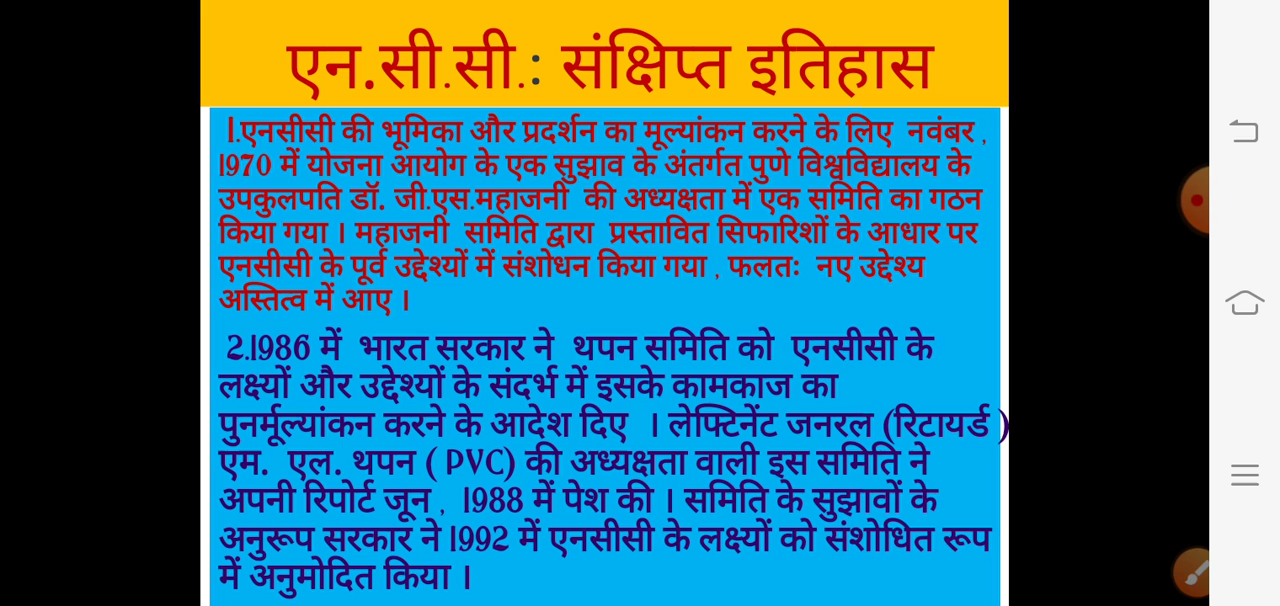 एन.सी.सी.: संक्षिप्त इतिहास
1.एनसीसी की भूमिका और प्रदर्शन का मूल्यांकन करने के लिए नवंबर ,
1970 में योजना आयोग के एक सुझाव के अंतर्गत पुणे विश्वविद्यालय के
उपकुलपति डॉ. जी.एस.महाजनी की अध्यक्षता में एक समिति का गठन
किया गया । महाजनी समिति द्वारा प्रस्तावित सिफारिशों के आधार पर
एनसीसी के पूर्व उद्देश्यों में संशोधन किया गया , फलतः नए उद्देश्य
अस्तित्व में आए ।
2.1986 में भारत सरकार ने थपन समिति को एनसीसी के
लक्ष्यों और उद्देश्यों के संदर्भ में इसके कामकाज का
पुनर्मूल्यांकन करने के आदेश दिए । लेफ्टिनेंट जनरल (रिटायर्ड )
एम. एल. थपन ( PVC) की अध्यक्षता वाली इस समिति ने
अपनी रिपोर्ट जून , 1988 में पेश की । समिति के सुझावों के
अनुरूप सरकार ने 1992 में एनसीसी के लक्ष्यों को संशोधित रूप
में अनुमोदित किया ।